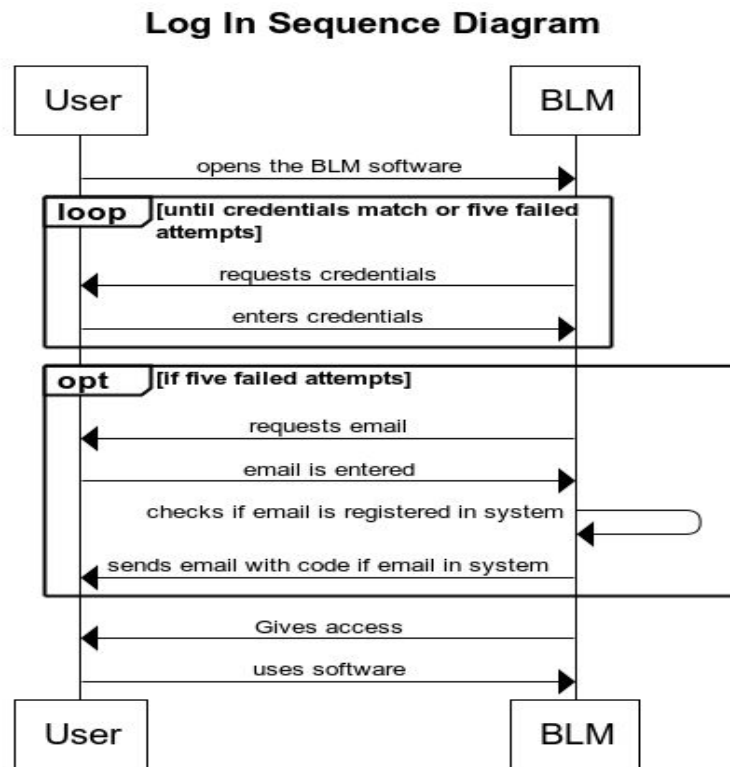 Log In Sequence Diagram
User
BLM
opens the BLM software
loop
[until credentials match or five failed
attempts]
requests credentials
enters credentials
opt
[if five failed attempts]
requests email
email is entered
checks if email is registered in system
sends email with code if email in system
Gives access
uses software
User
BLM